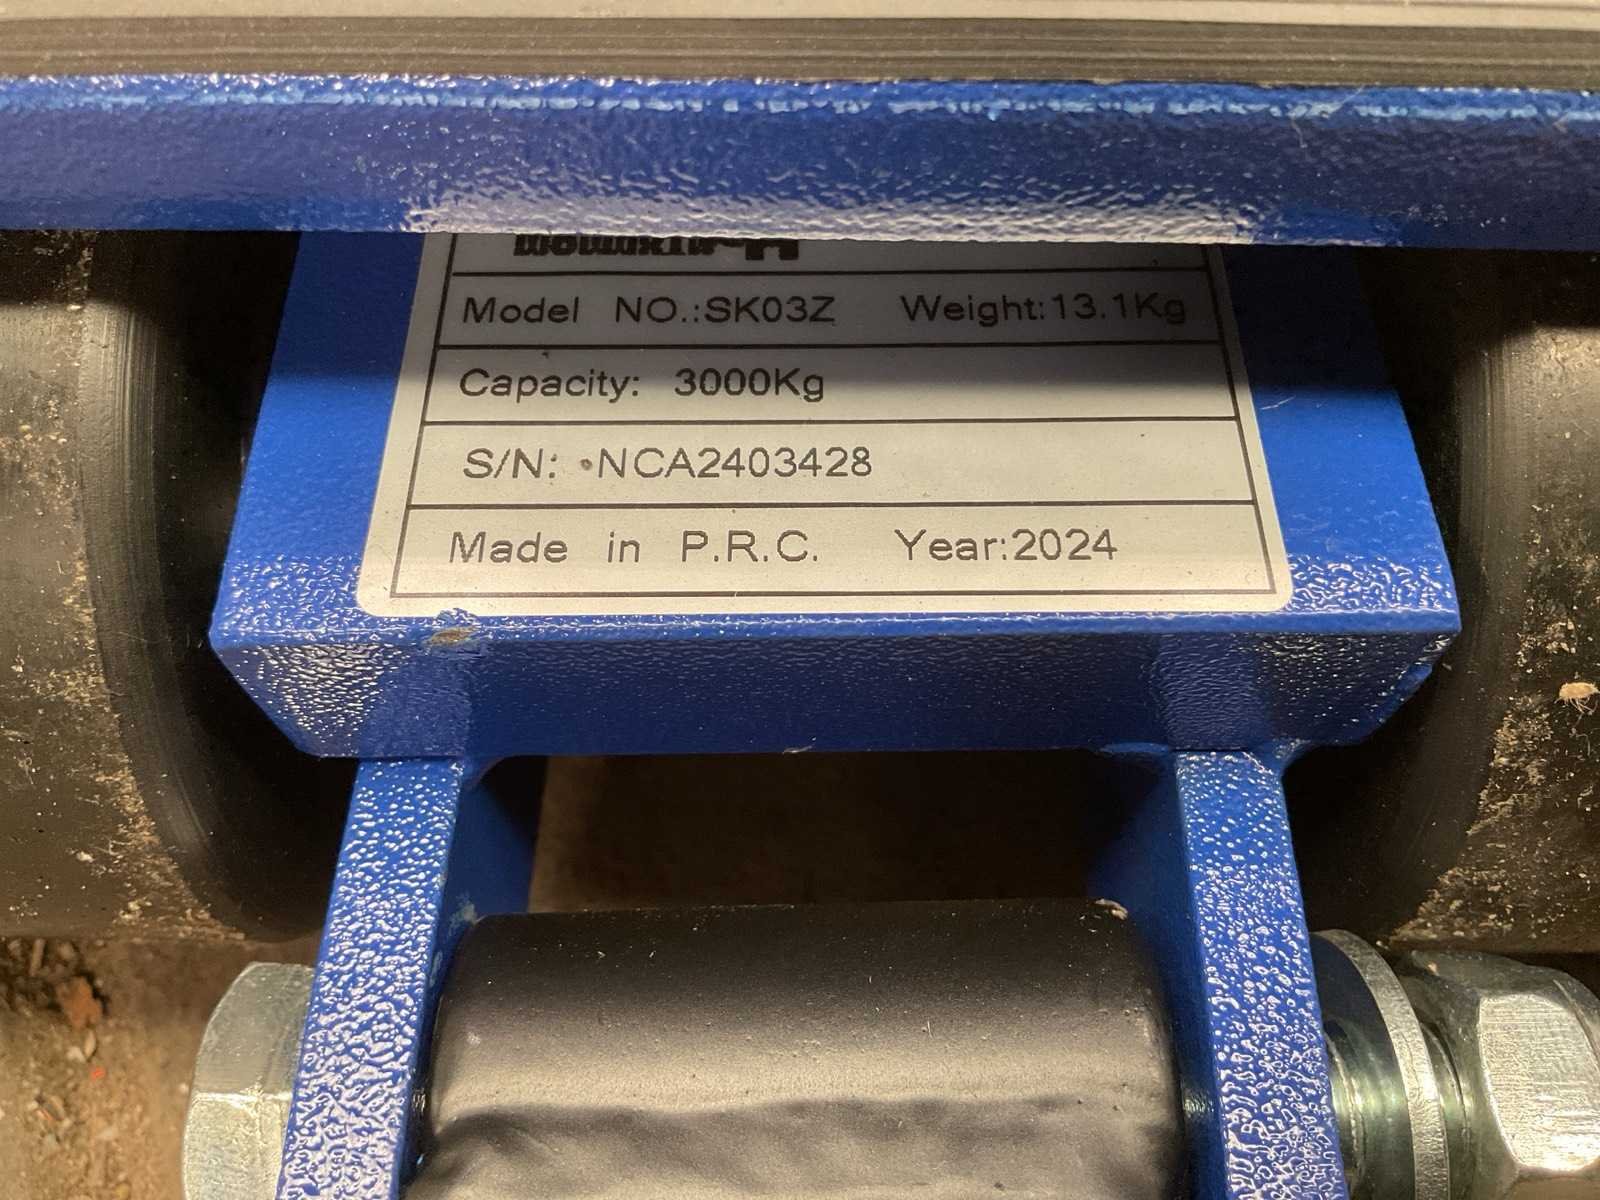 Model NO.:SK03Z Weight:13.1Kg
Capacity: 3000Kg
S/N: NCA2403428
Made in P.R.C. Year:2024